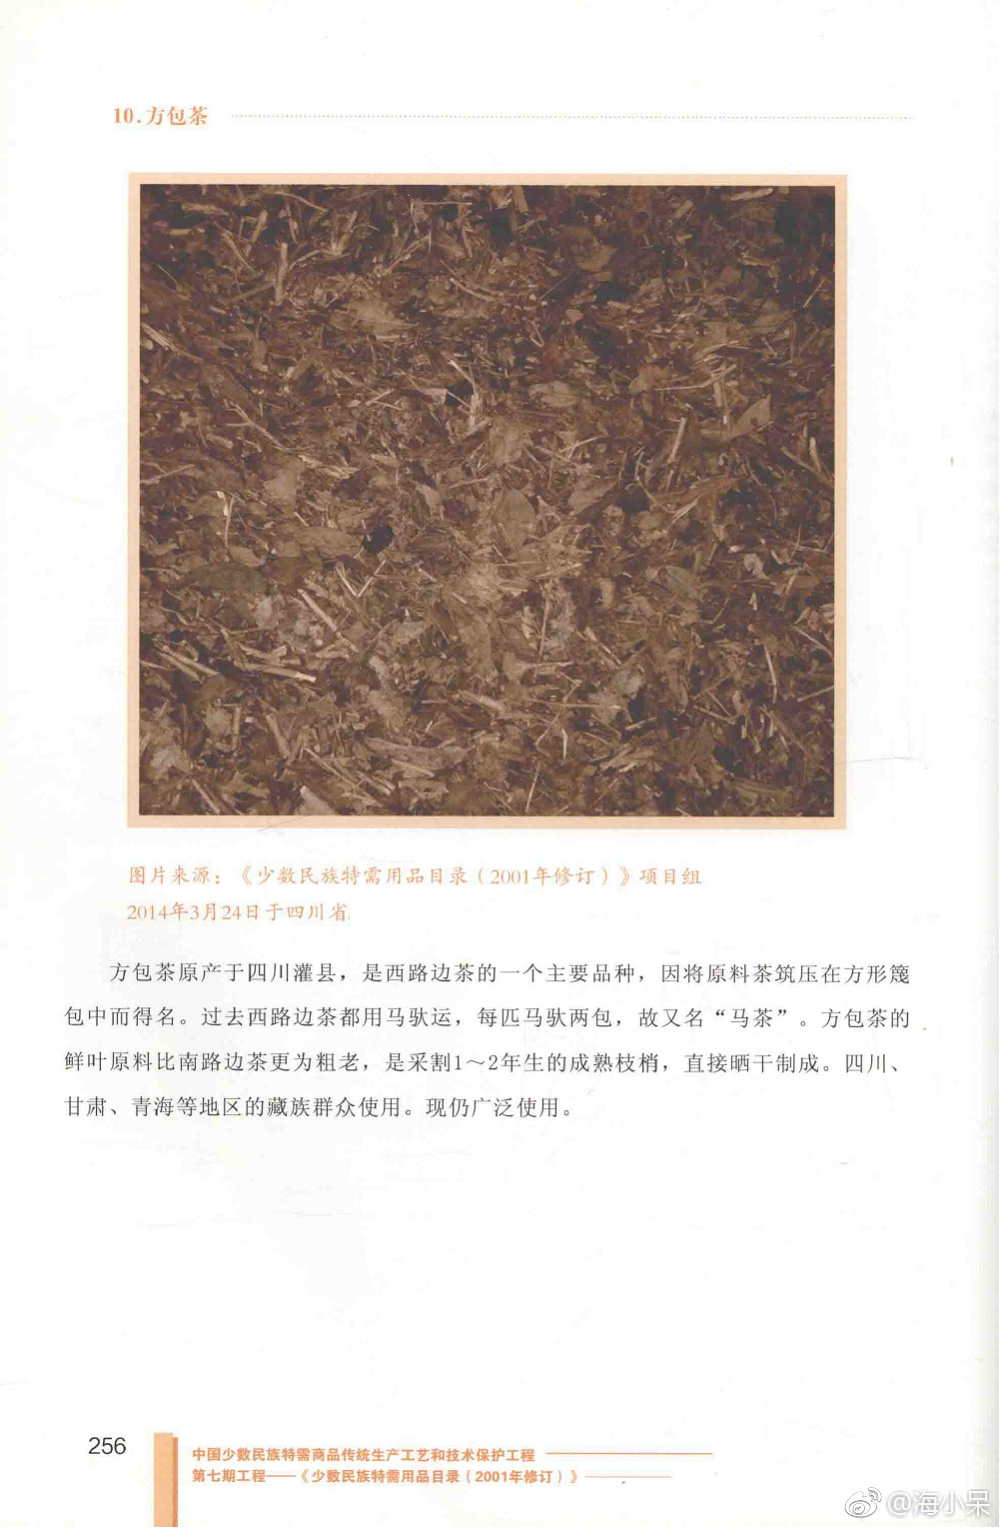 10.方包茶
图片来源：《少数民族特需用品目录（2001年修订）》项目组
2014年3月24日于四川省
方包茶原产于四川灌县，是西路边茶的一个主要品种，因将原料茶筑压在方形篾
包中而得名。过去西路边茶都用马驮运，每匹马驮两包，故又名“马茶”。方包茶的
鲜叶原料比南路边茶更为粗老，是采割1～2年生的成熟枝梢，直接晒干制成。四川、
甘肃、青海等地区的藏族群众使用。现仍广泛使用。
256
中国少数民族特需商品传统生产工艺和技术保护工程
第七期工程——《少数民族特需用品目录（2001年修订）》
@海小呆